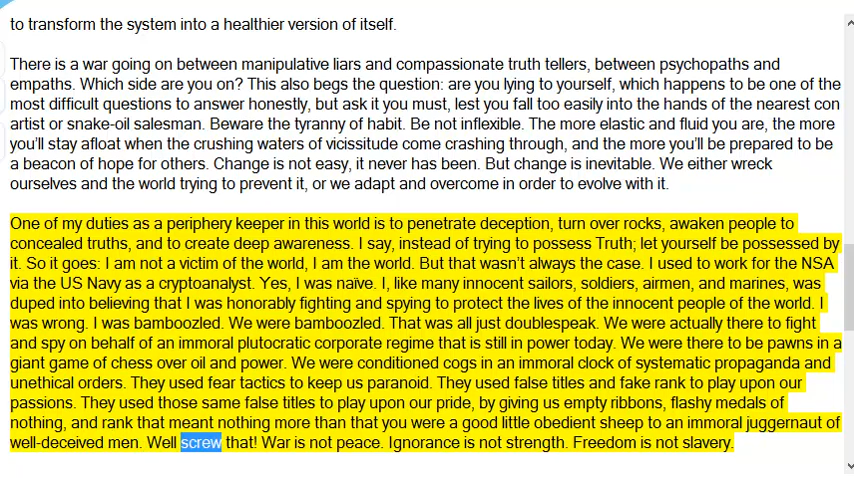 to transform the system into a healthier version of itself.
There is a war going on between manipulative liars and compassionate truth tellers, between psychopaths and
empaths. Which side are you on? This also begs the question: are you lying to yourself, which happens to be one of the
most difficult questions to answer honestly, but ask it you must, lest you fall too easily into the hands of the nearest con
artist or snake-oil salesman. Beware the tyranny of habit. Be not inflexible. The more elastic and fluid you are, the more
you’ll stay afloat when the crushing waters of vicissitude come crashing through, and the more you’ll be prepared to be
a beacon of hope for others. Change is not easy, it never has been. But change is inevitable. We either wreck
ourselves and the world trying to prevent it, or we adapt and overcome in order to evolve with it.
One of my duties as a periphery keeper in this world is to penetrate deception, turn over rocks, awaken people to
concealed truths, and to create deep awareness. I say, instead of trying to possess Truth; let yourself be possessed by
it. So it goes: I am not a victim of the world, I am the world. But that wasn’t always the case. I used to work for the NSA
via the US Navy as a cryptoanalyst. Yes, I was naïve. I, like many innocent sailors, soldiers, airmen, and marines, was
duped into believing that I was honorably fighting and spying to protect the lives of the innocent people of the world. I
was wrong. I was bamboozled. We were bamboozled. That was all just doublespeak. We were actually there to fight
and spy on behalf of an immoral plutocratic corporate regime that is still in power today. We were there to be pawns in a
giant game of chess over oil and power. We were conditioned cogs in an immoral clock of systematic propaganda and
unethical orders. They used fear tactics to keep us paranoid. They used false titles and fake rank to play upon our
passions. They used those same false titles to play upon our pride, by giving us empty ribbons, flashy medals of
nothing, and rank that meant nothing more than that you were a good little obedient sheep to an immoral juggernaut of
well-deceived men. Well screw that! War is not peace. Ignorance is not strength. Freedom is not slavery.